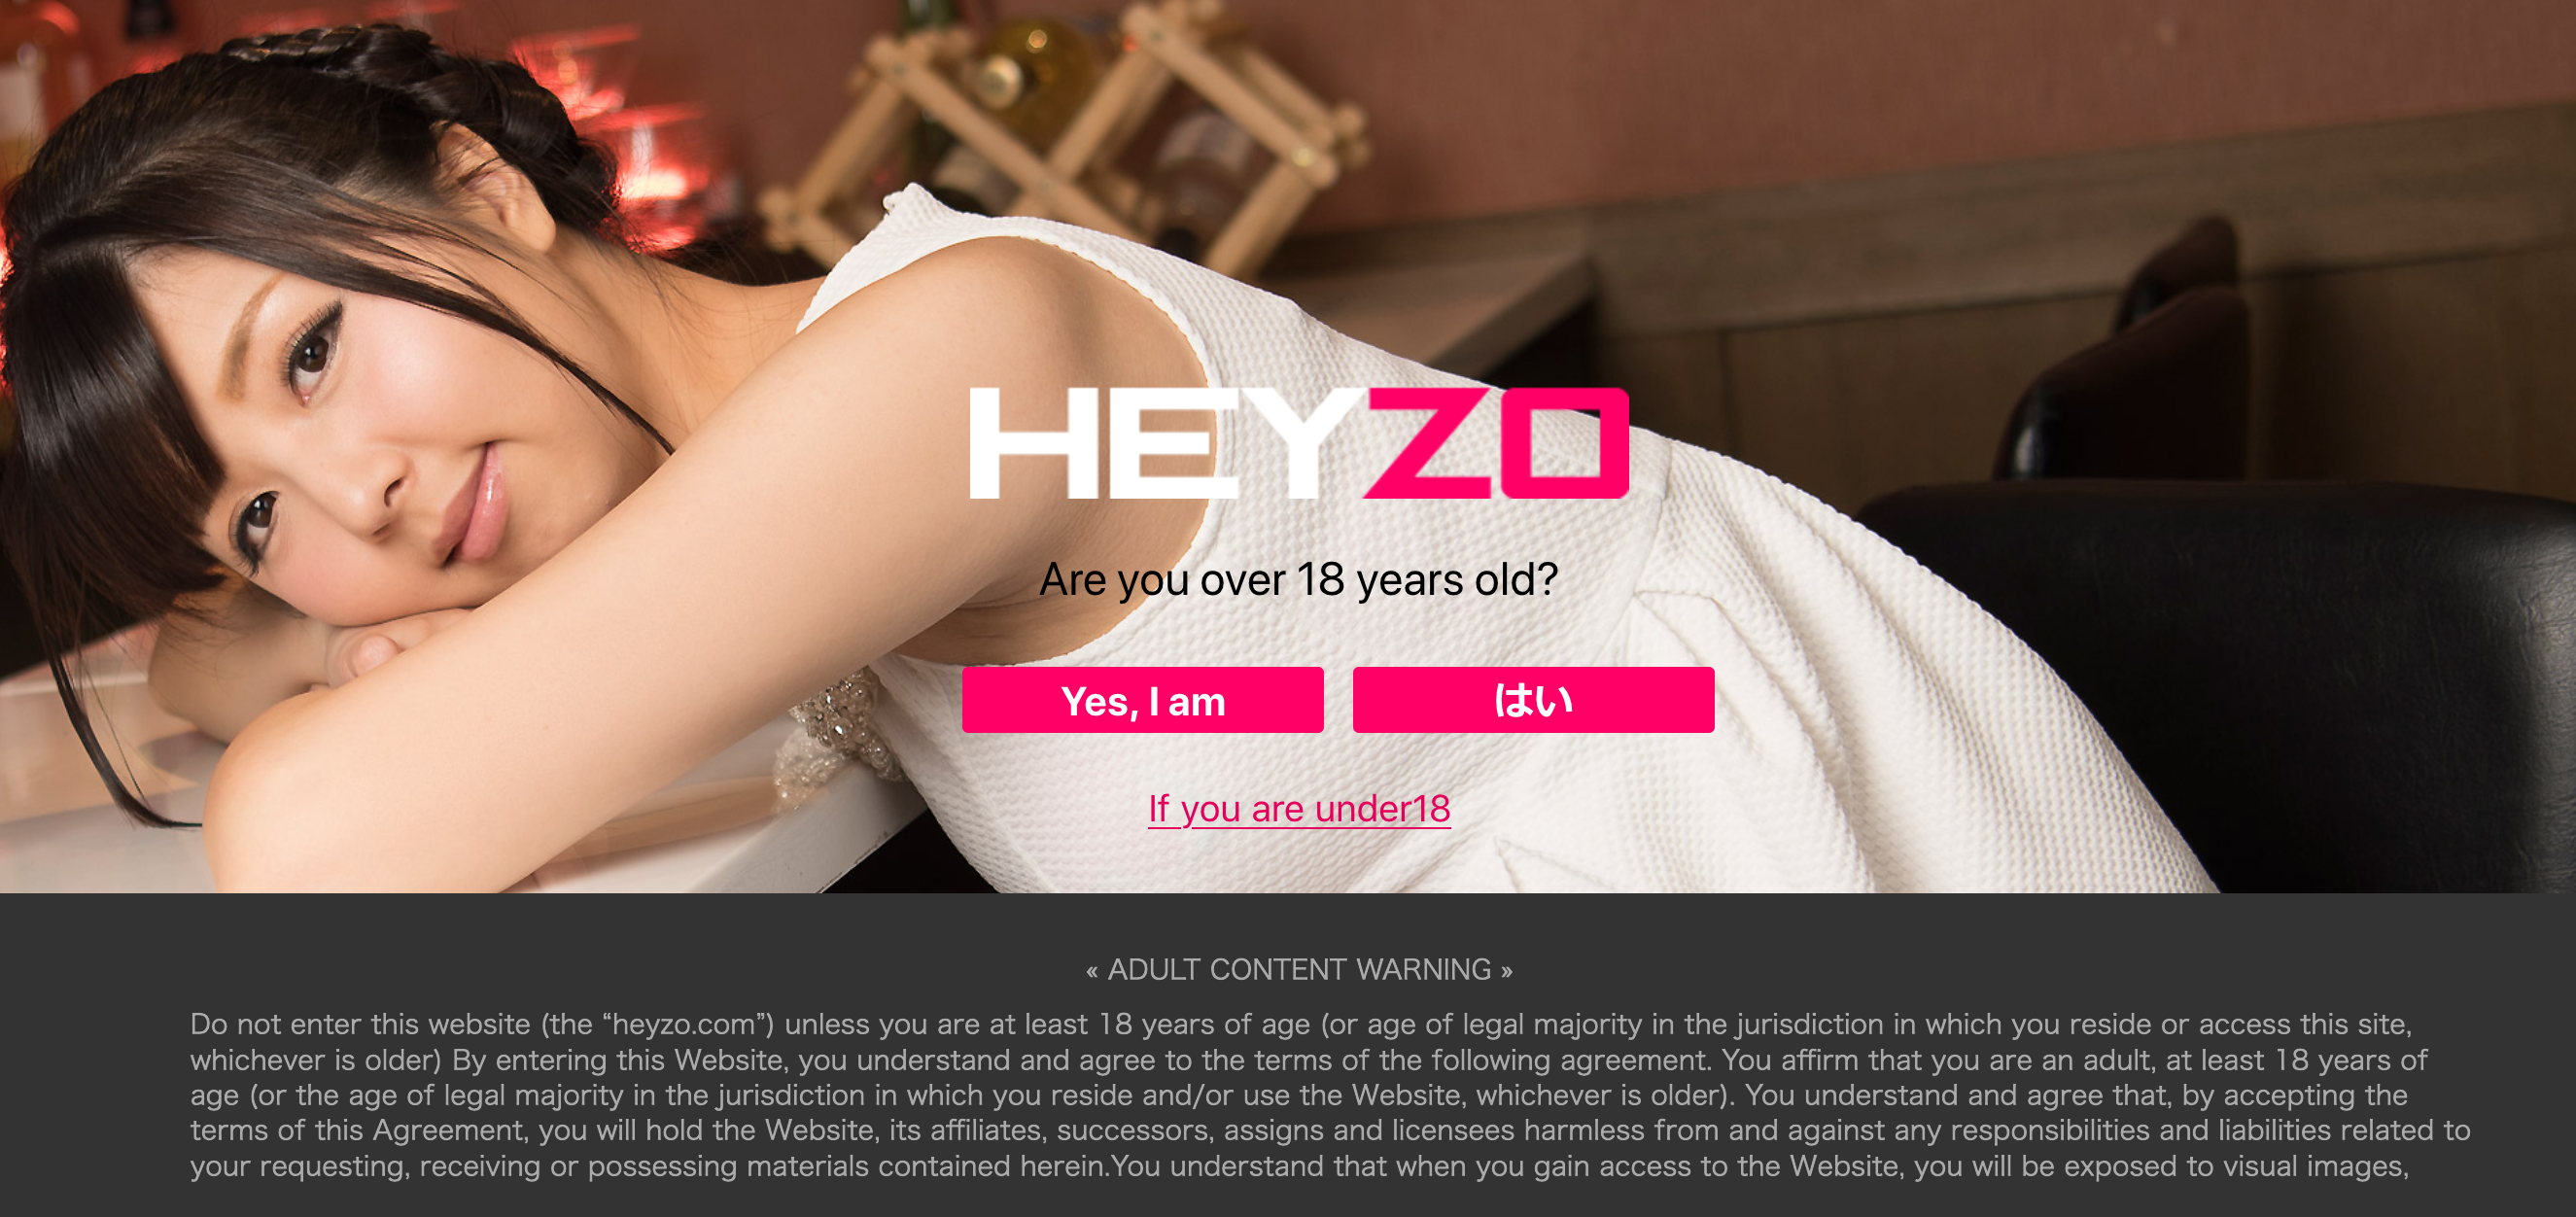 HEYZO
Are you over 18 years old?
Yes, I am
はい
If you are under18
« ADULT CONTENT WARNING »
Do not enter this website (the “heyzo.com”) unless you are at least 18 years of age (or age of legal majority in the jurisdiction in which you reside or access this site,
whichever is older) By entering this Website, you understand and agree to the terms of the following agreement. You affirm that you are an adult, at least 18 years of
age (or the age of legal majority in the jurisdiction in which you reside and/or use the Website, whichever is older). You understand and agree that, by accepting the
terms of this Agreement, you will hold the Website, its affiliates, successors, assigns and licensees harmless from and against any responsibilities and liabilities related to
your requesting, receiving or possessing materials contained herein.You understand that when you gain access to the Website, you will be exposed to visual images,